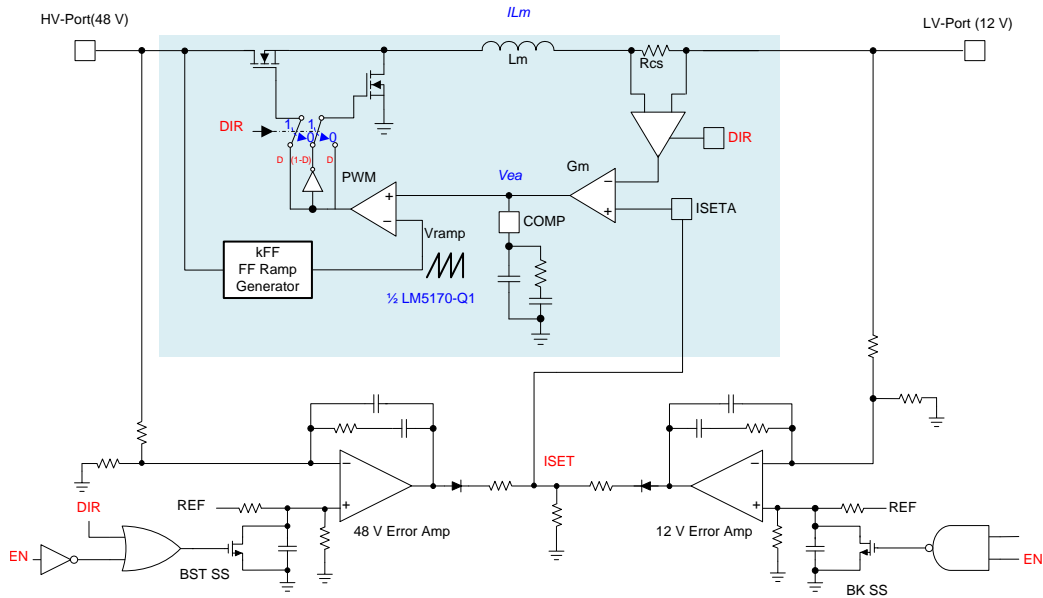 ILm
HV-Port(48 V)
LV-Port (12 V)
Lm
Rcs
DIR
1
1
0
0
DIR
D
(1-D)
D
PWM
Vea
Gm
ISETA
COMP
Vramp
kFF
FF Ramp
Generator
½ LM5170-Q1
ISET
REF
48 V Error Amp
12 V Error Amp
REF
DIR
EN
BST SS
BK SS
EN